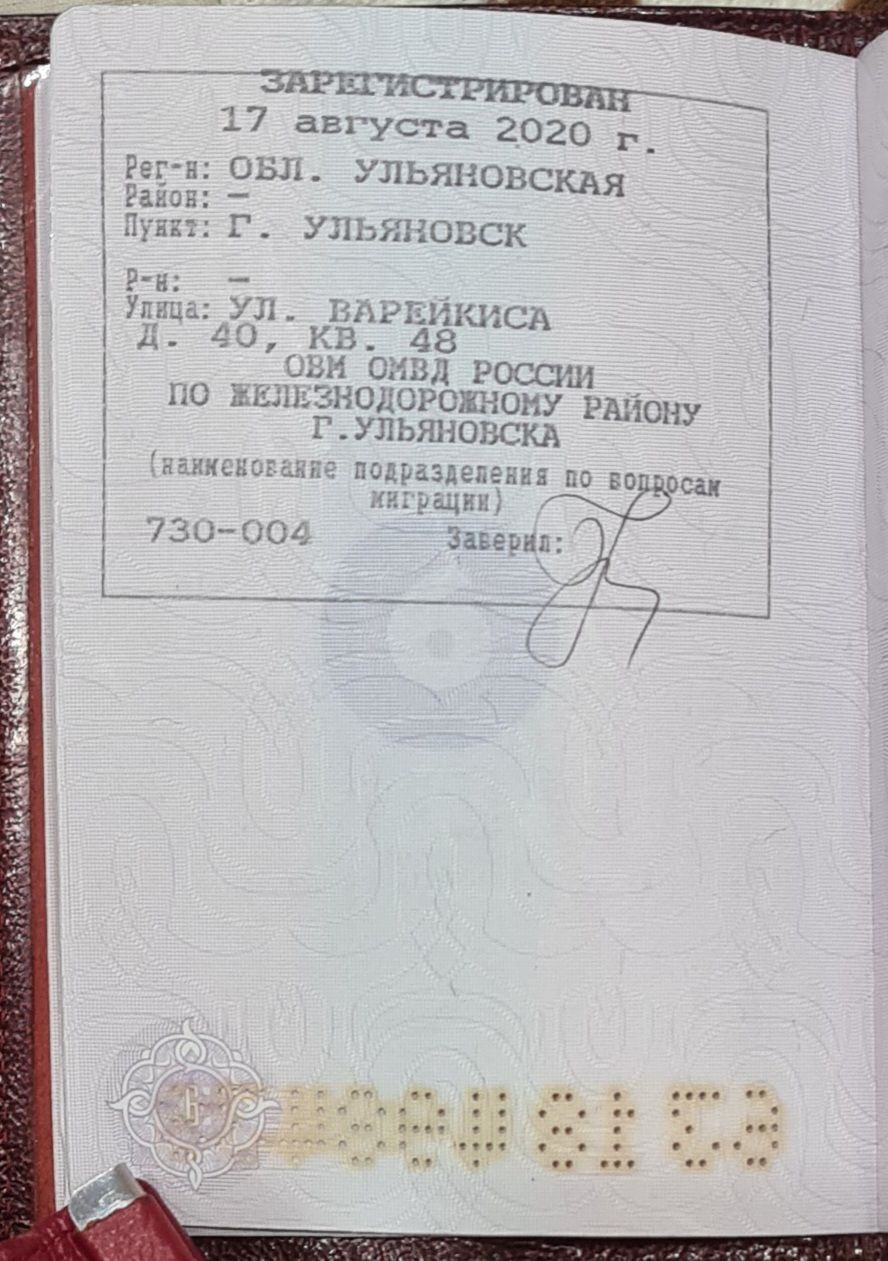 ЗАРЕГИСТРИРОВАН
17 августа 2020 г.
Рег-н: ОБЛ. УЛЬЯНОВСКАЯ
Район: —
Пункт: Г. УЛЬЯНОВСК
Р-н: —
Улица: УЛ. ВАРЕЙКИСА
Д. 40, КВ. 48
ОВМ ОМВД РОССИИ
ПО ЖЕЛЕЗНОДОРОЖНОМУ РАЙОНУ
Г.УЛЬЯНОВСКА
(наименование подразделения по вопросам
миграции)
730-004 Заверил: